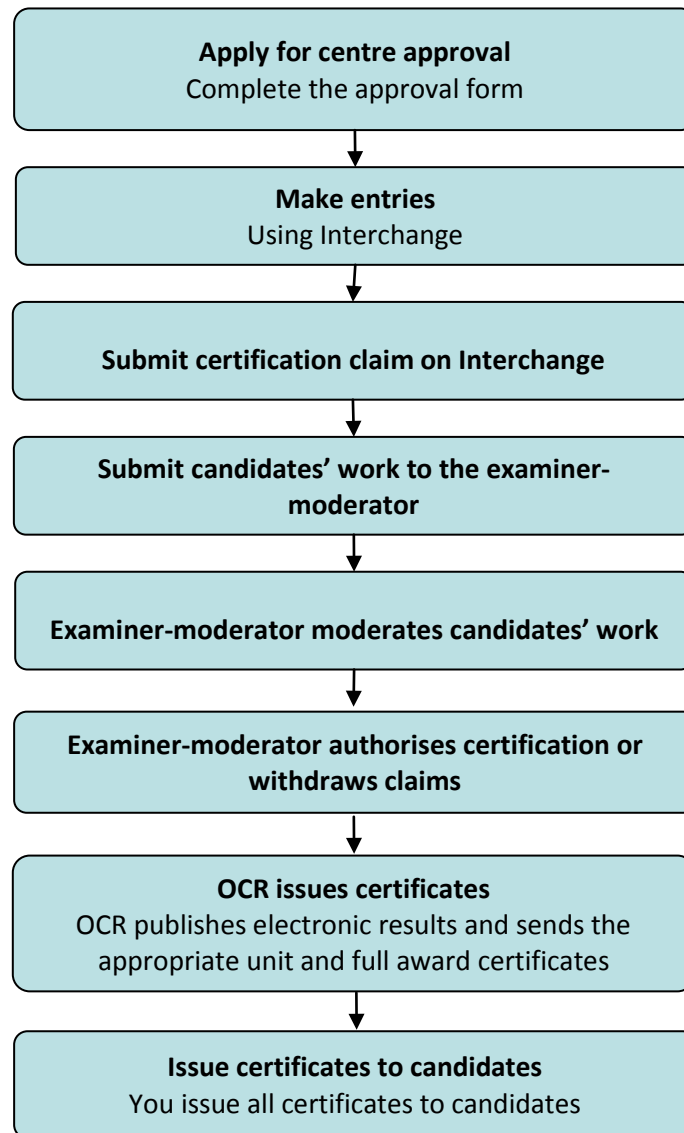 Apply for centre approval
Complete the approval form
Make entries
Using Interchange
Submit certification claim on Interchange
Submit candidates’ work to the examiner-
moderator
Examiner-moderator moderates candidates’ work
Examiner-moderator authorises certification or
withdraws claims
OCR issues certificates
OCR publishes electronic results and sends the
appropriate unit and full award certificates
Issue certificates to candidates
You issue all certificates to candidates